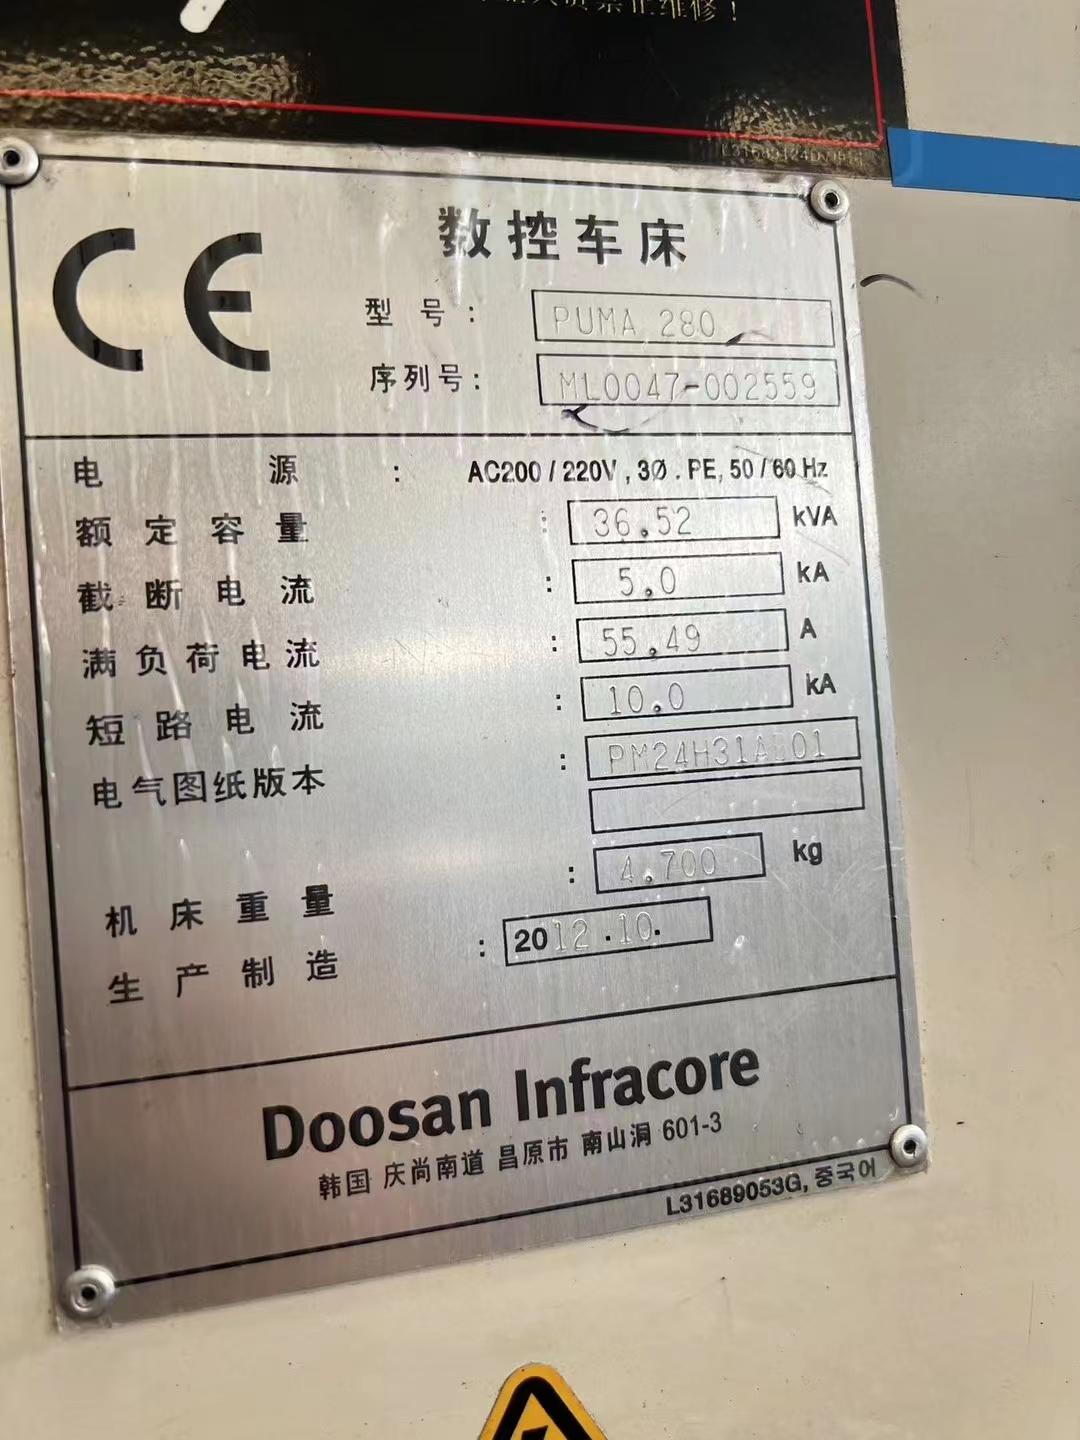 禁止维修！
CE
数控车床
型号: PUMA 280
序列号: ML0047-002559
电源: AC200/220V, 3Ø. PE, 50/60 Hz
额定容量: 36.52 kVA
截断电流: 5.0 kA
满负荷电流: 55.49 A
短路电流: 10.0 kA
电气图纸版本:
机床重量: 4.700 kg
生产制造: 2012.10.
Doosan Infracore
韩国 庆尚南道 昌原市 南山洞 601-3
L31689053G, 중국어